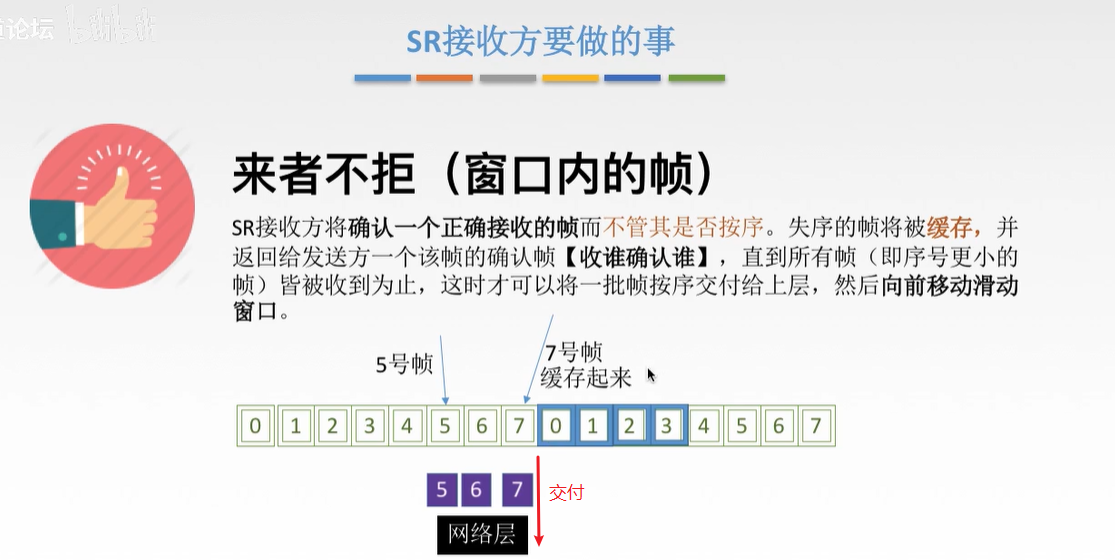 道论坛
SR接收方要做的事
来者不拒（窗口内的帧）
SR接收方将确认一个正确接收的帧而不管其是否按序。失序的帧将被缓存，并
返回给发送方一个该帧的确认帧【收谁确认谁】，直到所有帧（即序号更小的
帧）皆被收到为止，这时才可以将一批帧按序交付给上层，然后向前移动滑动
窗口。
5号帧
7号帧
缓存起来
0 1 2 3 4 5 6 7 0 1 2 3 4 5 6 7
5 6 7
交付
网络层